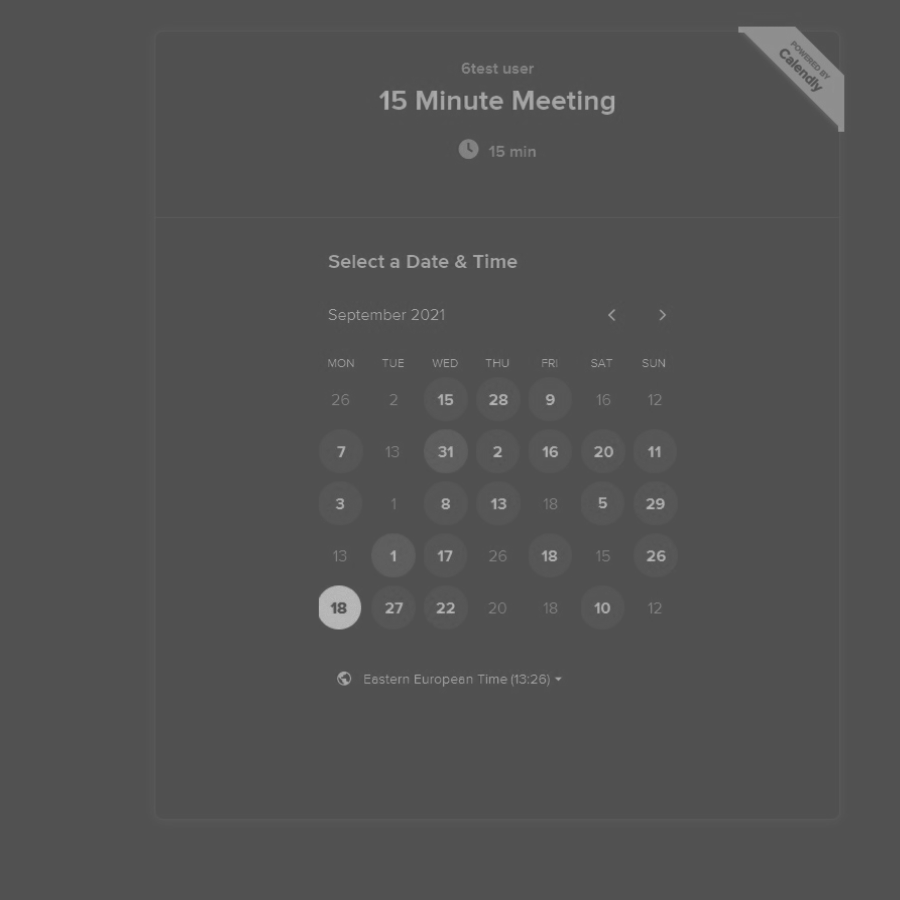 POWERED BY
Calendly
6test user
15 Minute Meeting
15 min
Select a Date & Time
September 2021
MON TUE WED THU FRI SAT SUN
26 2 15 28 9 16 12
7 13 31 2 16 20 11
3 1 8 13 18 5 29
13 1 17 26 18 15 26
18 27 22 20 18 10 12
Eastern European Time (13:26)